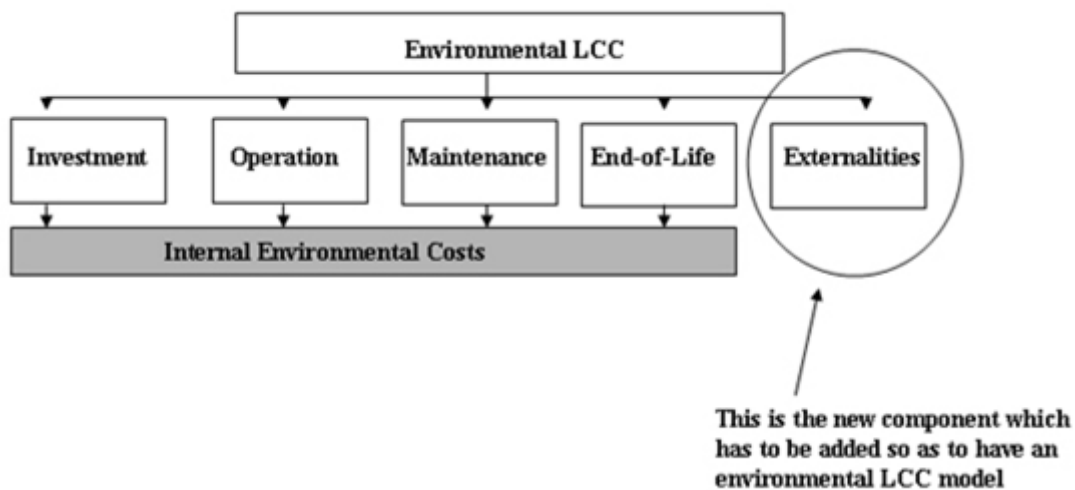 Environmental LCC
Investment
Operation
Maintenance
End-of-Life
Externalities
Internal Environmental Costs
This is the new component which
has to be added so as to have an
environmental LCC model